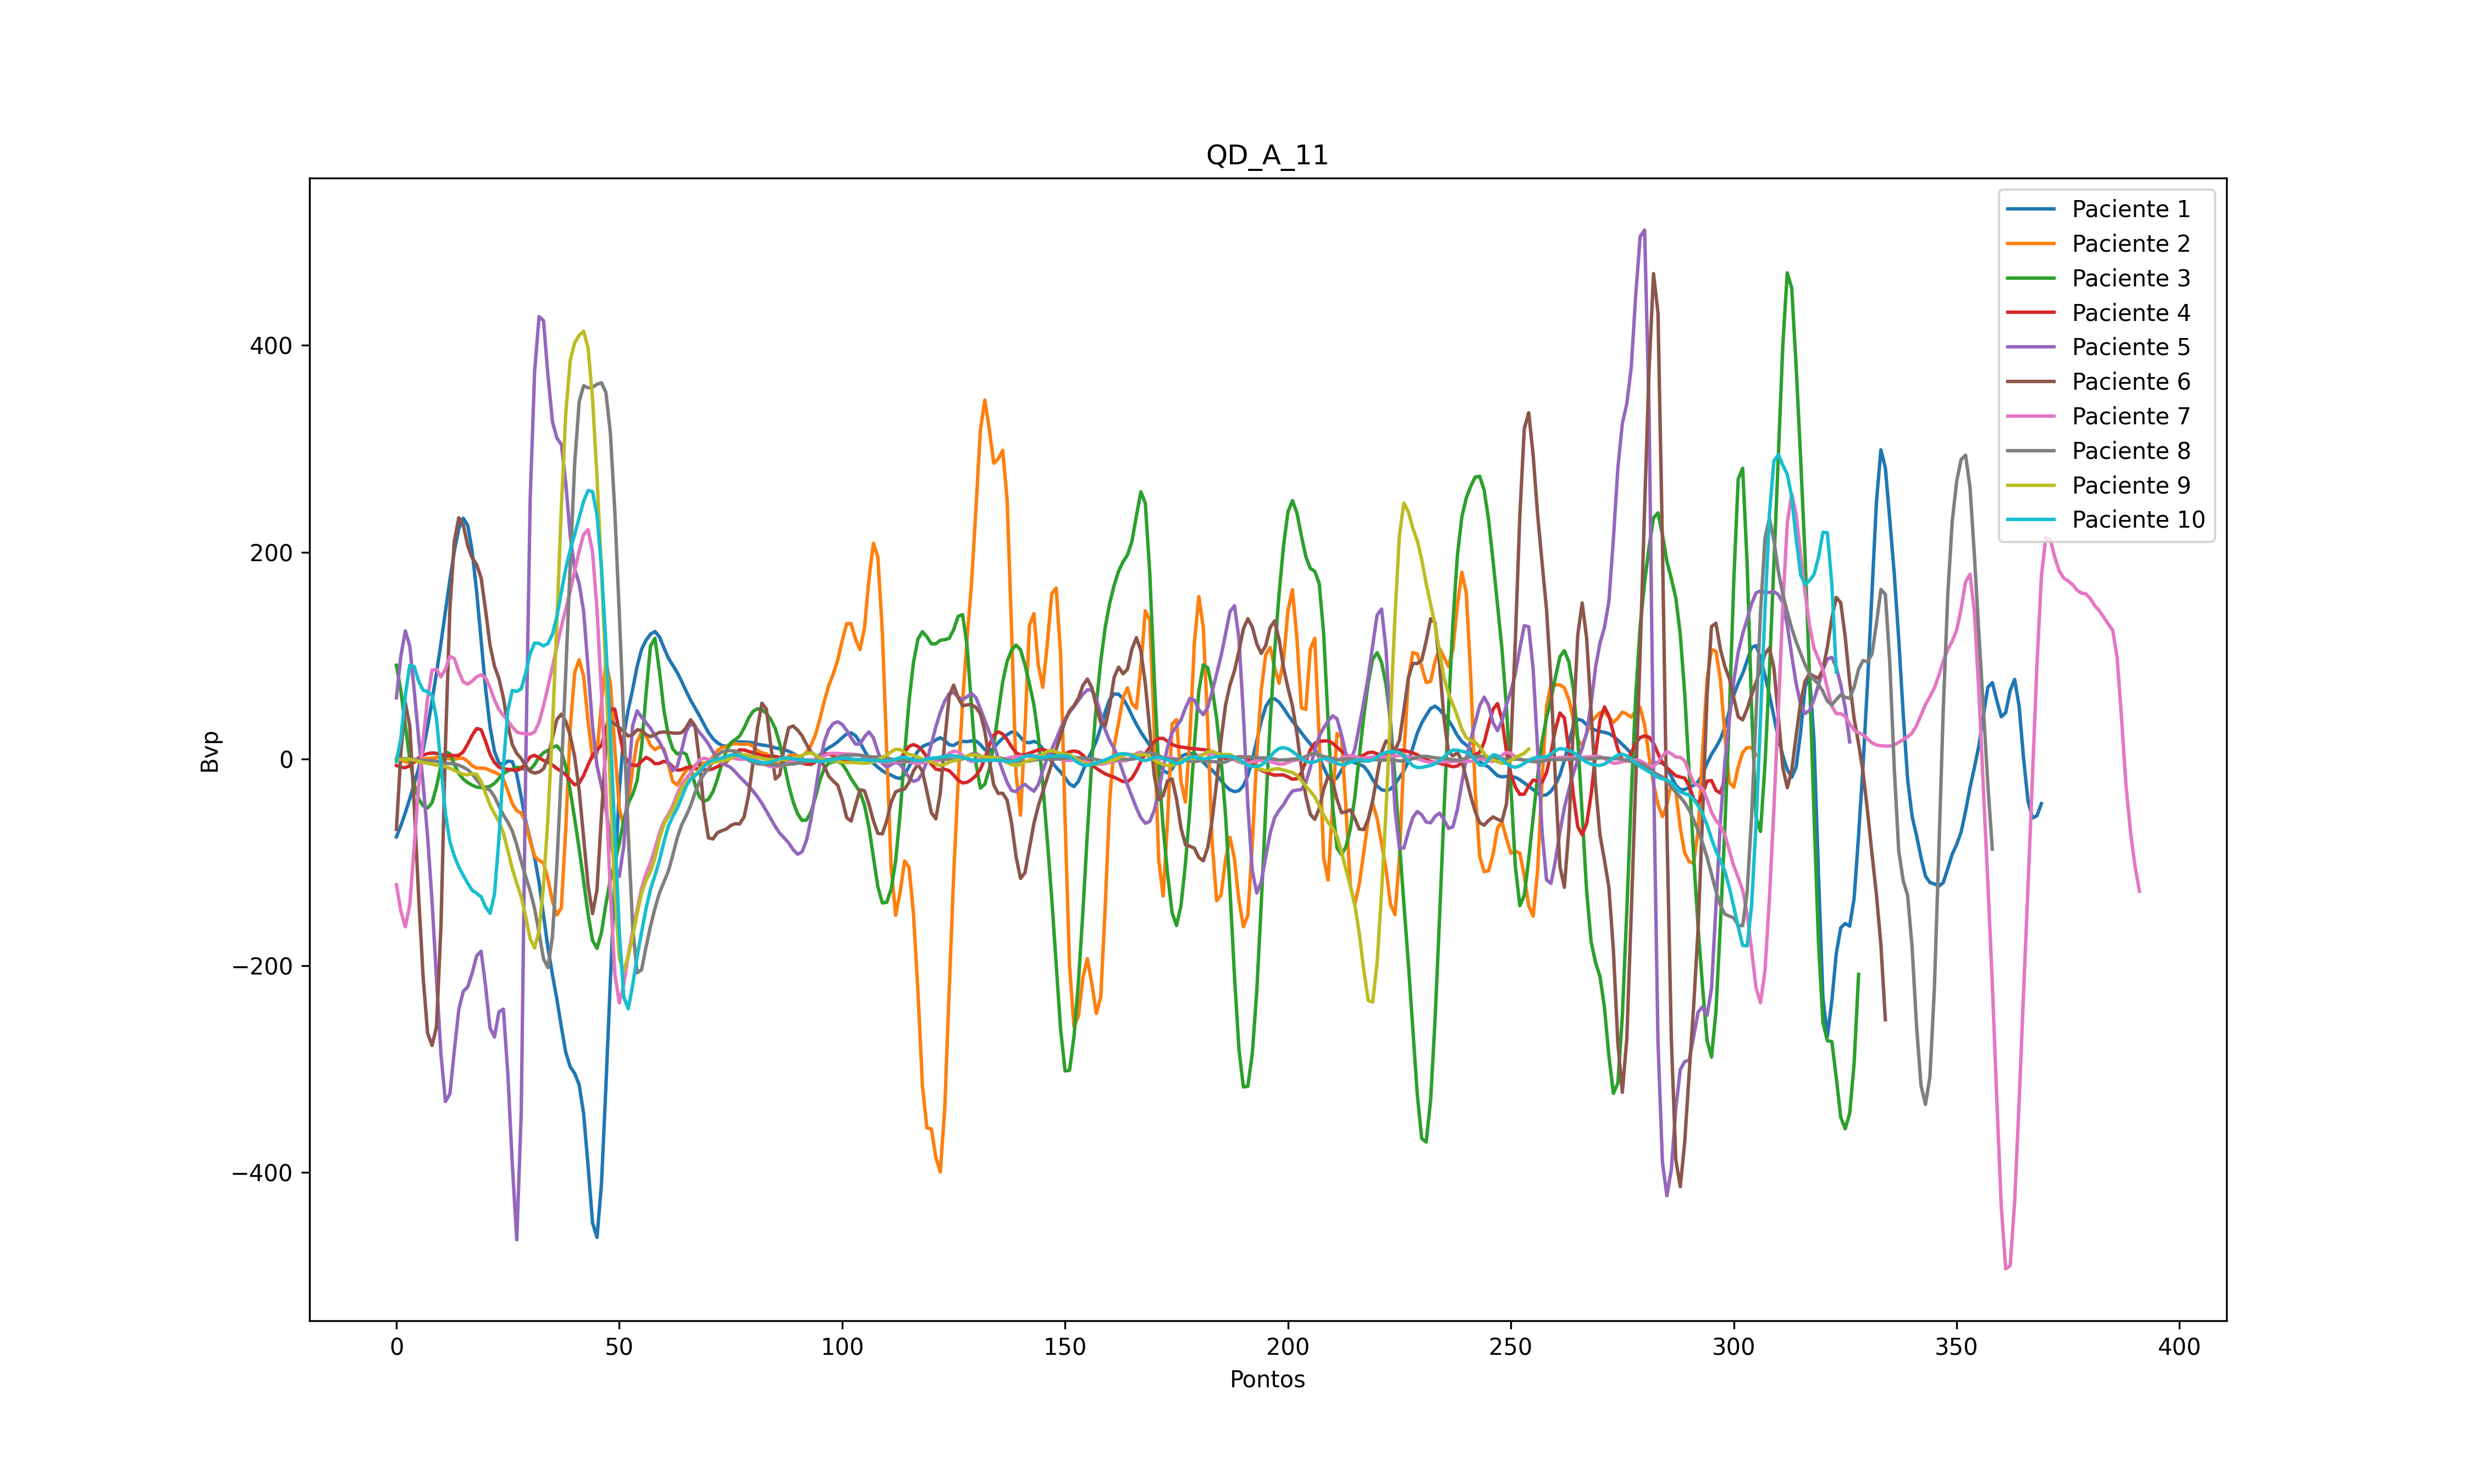 QD_A_11
Paciente 1
Paciente 2
Paciente 3
Paciente 4
Paciente 5
Paciente 6
Paciente 7
Paciente 8
Paciente 9
Paciente 10
Bvp
400
200
0
−200
−400
0 50 100 150 200 250 300 350 400
Pontos